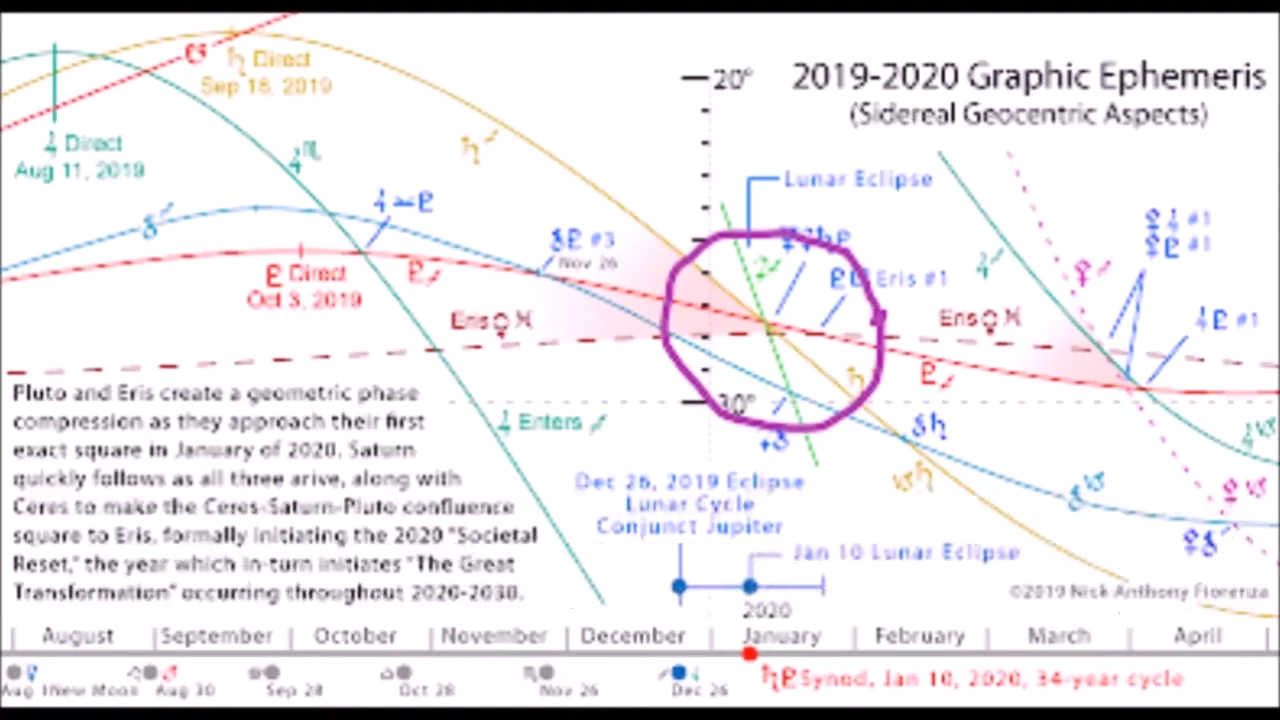 2019-2020 Graphic Ephemeris
(Sidereal Geocentric Aspects)
20°
Direct
Sep 18, 2019
Direct
Aug 11, 2019
Lunar Eclipse
#3
Nov 26
Direct
Oct 3, 2019
Eris #1
#1
#1
#1
Eris
Eris
30°
Enters
Pluto and Eris create a geometric phase
compression as they approach their first
exact square in January of 2020. Saturn
quickly follows as all three arive, along with
Ceres to make the Ceres-Saturn-Pluto confluence
square to Eris, formally initiating the 2020 "Societal
Reset," the year which in-turn initiates "The Great
Transformation" occurring throughout 2020-2030.
Dec 26, 2019 Eclipse
Lunar Cycle
Conjunct Jupiter
Jan 10 Lunar Eclipse
©2019 Nick Anthony Fiorenza
2020
August September October November December January February March April
Aug 1 New Moon Aug 30 Sep 28 Oct 28 Nov 26 Dec 26
Synod, Jan 10, 2020, 34-year cycle